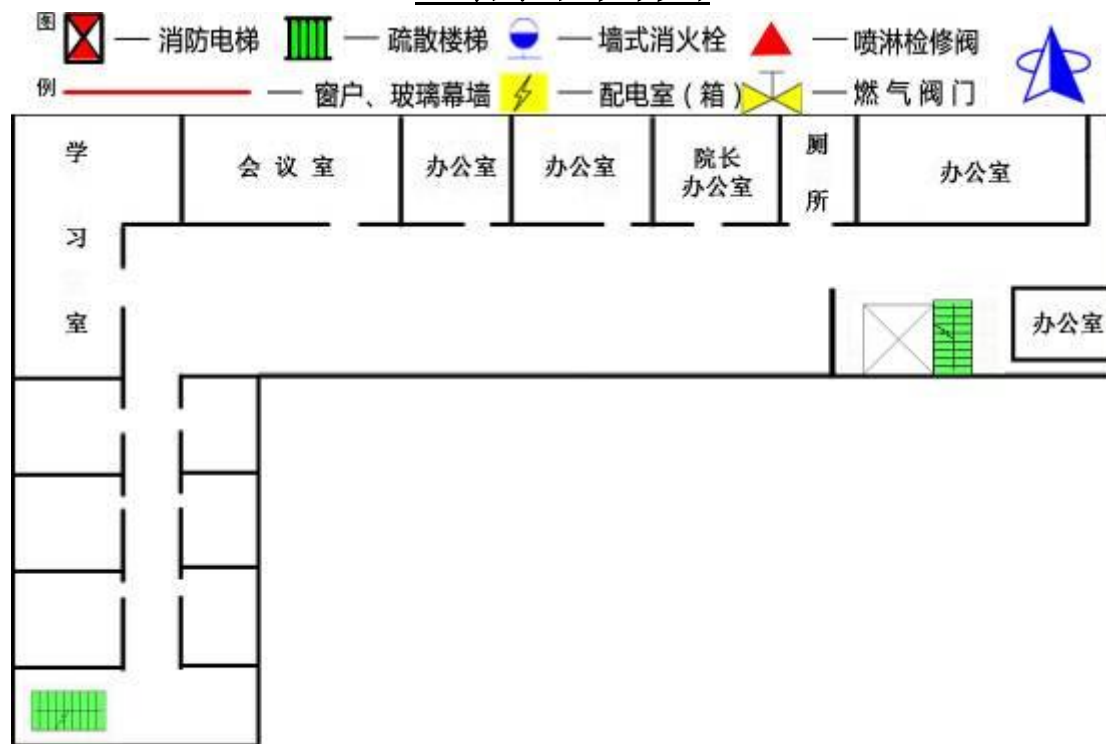 图 — 消防电梯 — 疏散楼梯 — 墙式消火栓 — 喷淋检修阀
例 — 窗户、玻璃幕墙 — 配电室（箱） — 燃气阀门
学习室
会议室
办公室
办公室
院长
办公室
厕所
办公室
办公室